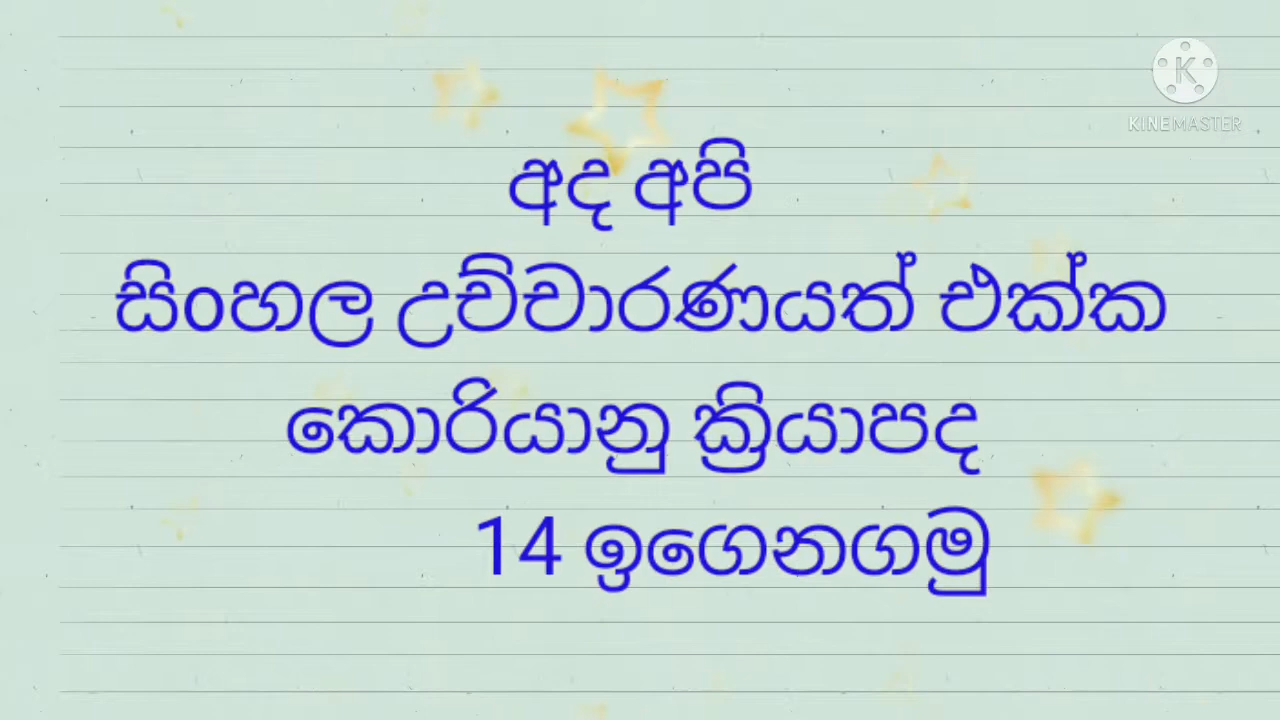 අද අපි
සිංහල උච්චාරණයත් එක්ක
කොරියානු ක්‍රියාපද
14 ඉගෙනගමු
K
KINEMASTER